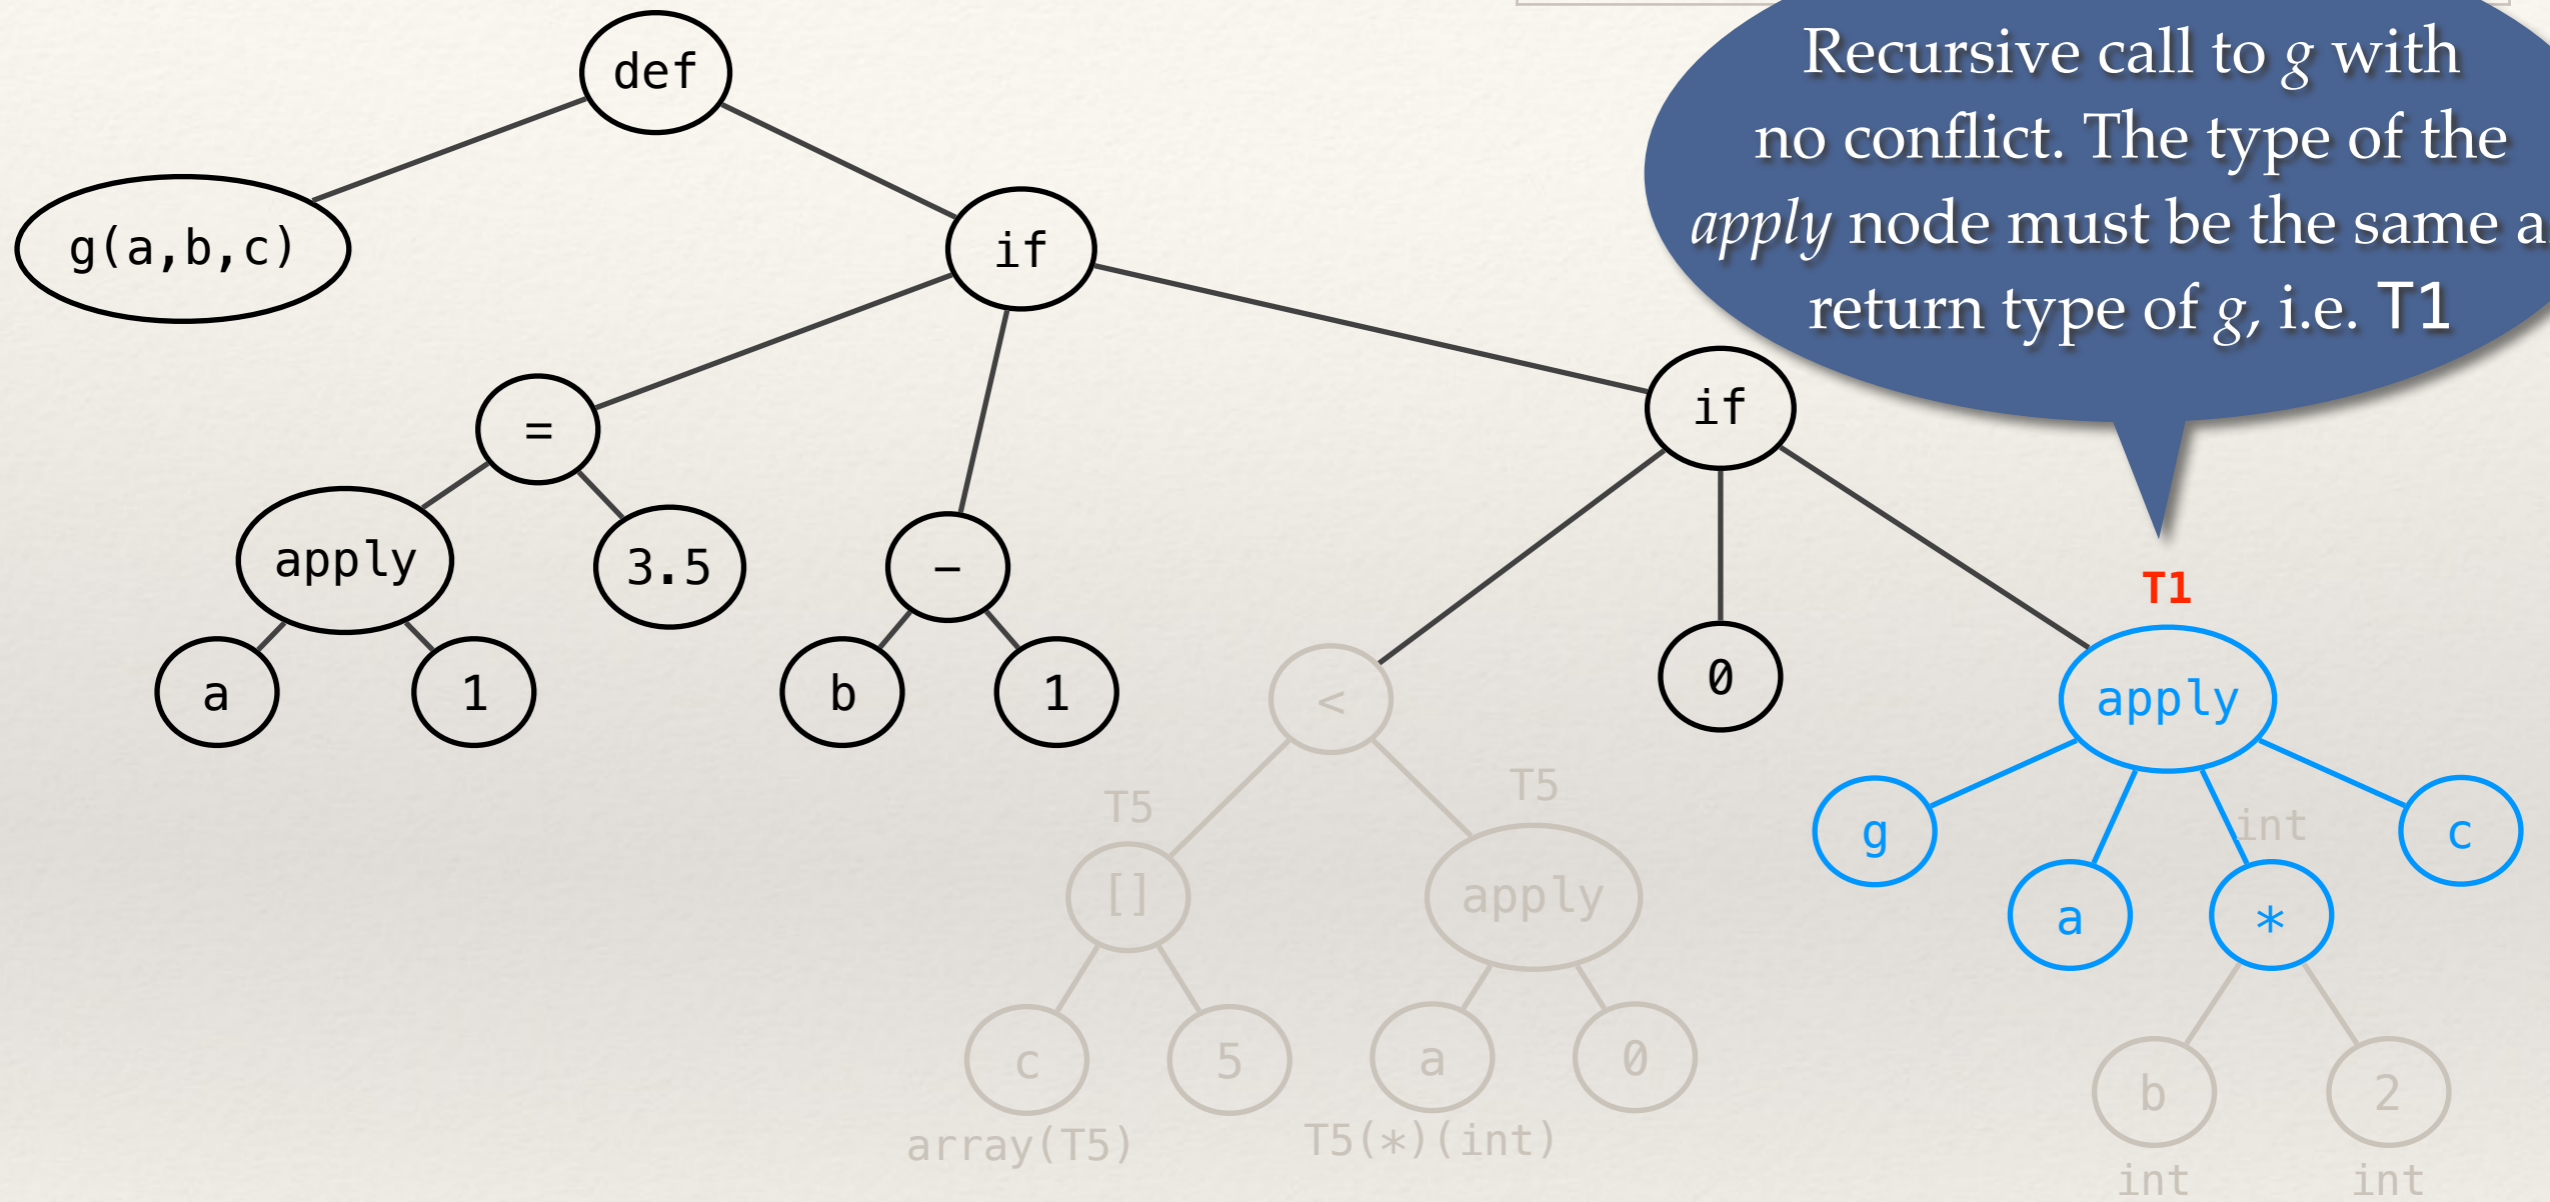 Recursive call to g with
no conflict. The type of the
apply node must be the same a
return type of g, i.e. T1
def
g(a,b,c)
if
if
=
apply
3.5
-
a
1
b
1
<
0
T1
apply
T5
T5
g
int
c
[]
apply
a
*
c
5
a
0
b
2
array(T5)
T5(*)(int)
int
int